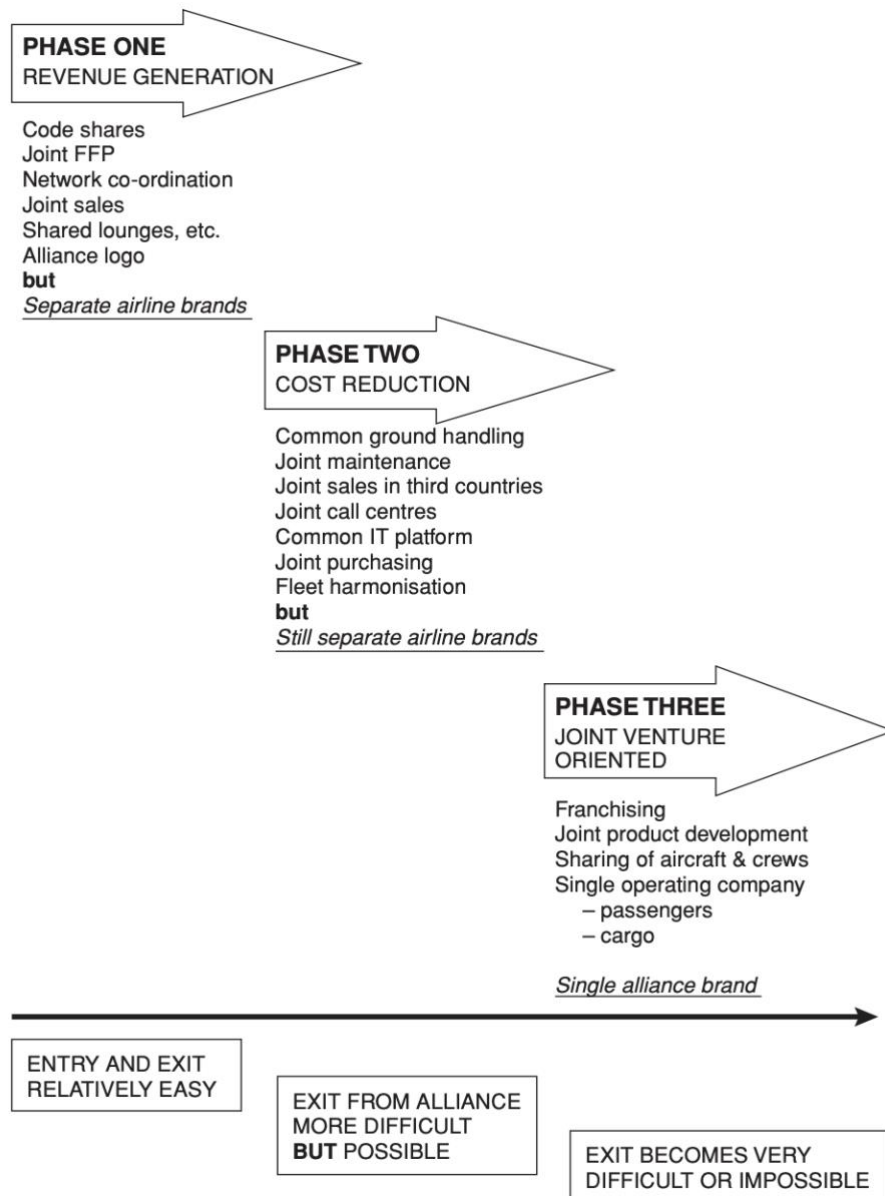 PHASE ONE
REVENUE GENERATION
Code shares
Joint FFP
Network co-ordination
Joint sales
Shared lounges, etc.
Alliance logo
but
Separate airline brands
PHASE TWO
COST REDUCTION
Common ground handling
Joint maintenance
Joint sales in third countries
Joint call centres
Common IT platform
Joint purchasing
Fleet harmonisation
but
Still separate airline brands
PHASE THREE
JOINT VENTURE
ORIENTED
Franchising
Joint product development
Sharing of aircraft & crews
Single operating company
– passengers
– cargo
Single alliance brand
ENTRY AND EXIT
RELATIVELY EASY
EXIT FROM ALLIANCE
MORE DIFFICULT
BUT POSSIBLE
EXIT BECOMES VERY
DIFFICULT OR IMPOSSIBLE